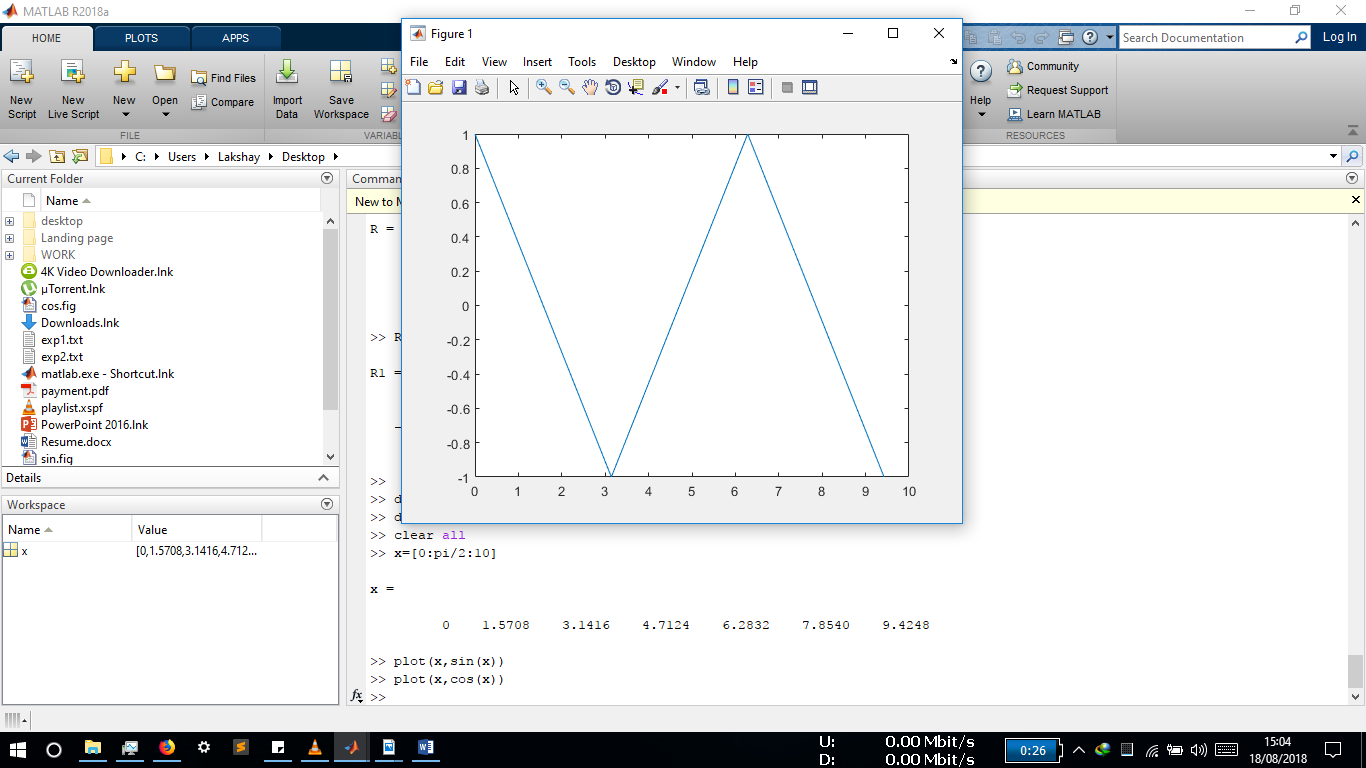 MATLAB R2018a
HOME PLOTS APPS
Search Documentation
Log In
New Script
New Live Script
New
Open
Find Files
Compare
Import Data
Save Workspace
FILE
VARIABL
Help
Community
Request Support
Learn MATLAB
RESOURCES
C: Users Lakshay Desktop
Current Folder
Name
desktop
Landing page
WORK
4K Video Downloader.lnk
µTorrent.lnk
cos.fig
Downloads.lnk
exp1.txt
exp2.txt
matlab.exe - Shortcut.lnk
payment.pdf
playlist.xspf
PowerPoint 2016.lnk
Resume.docx
sin.fig
Details
Workspace
Name Value
x [0,1.5708,3.1416,4.712...
Figure 1
File Edit View Insert Tools Desktop Window Help
1
0.8
0.6
0.4
0.2
0
-0.2
-0.4
-0.6
-0.8
-1
0 1 2 3 4 5 6 7 8 9 10
Comman
New to M
R =
>> R
R1 =
-
>>
>> d
>> d
>> clear all
>> x=[0:pi/2:10]
x =
0 1.5708 3.1416 4.7124 6.2832 7.8540 9.4248
>> plot(x,sin(x))
>> plot(x,cos(x))
fx >>
U: 0.00 Mbit/s
D: 0.00 Mbit/s
0:26
15:04
18/08/2018